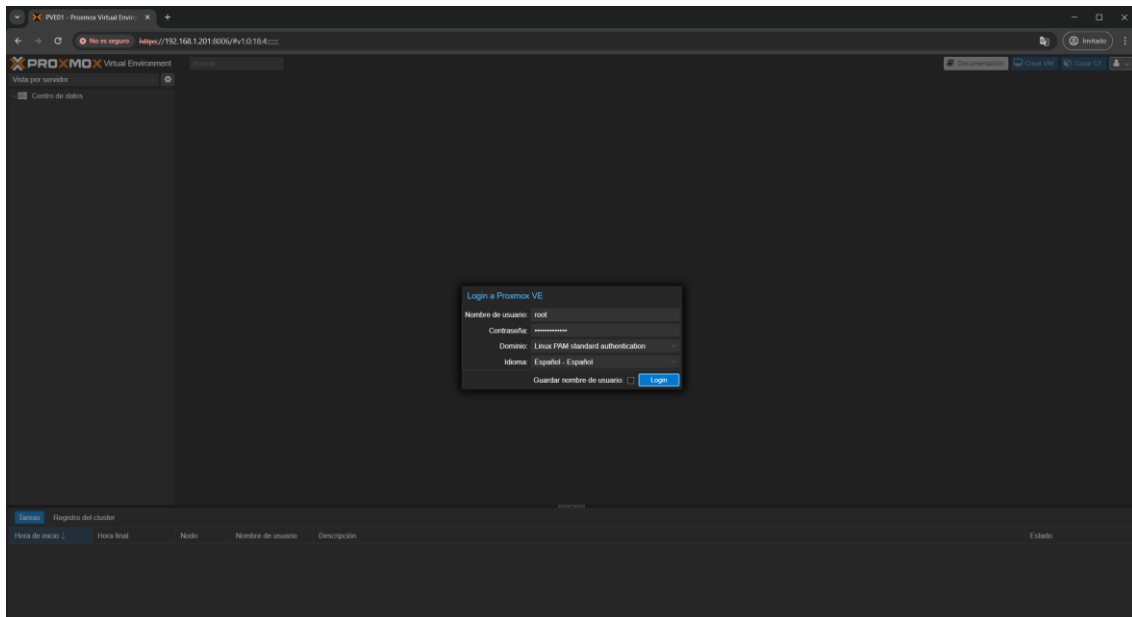 PVE01 - Proxmox Virtual Enviro
No es seguro https://192.168.1.201:8006/#v1:0:18:4::::::
Invitado
PROXMOX Virtual Environment
Buscar
Documentación
Crear VM
Crear CT
Vista por servidor
Centro de datos
Login a Proxmox VE
Nombre de usuario: root
Contraseña: •••••••••••••
Dominio: Linux PAM standard authentication
Idioma: Español - Español
Guardar nombre de usuario:
Login
Tareas Registro del cluster
Hora de inicio ↓ Hora final Nodo Nombre de usuario Descripción Estado